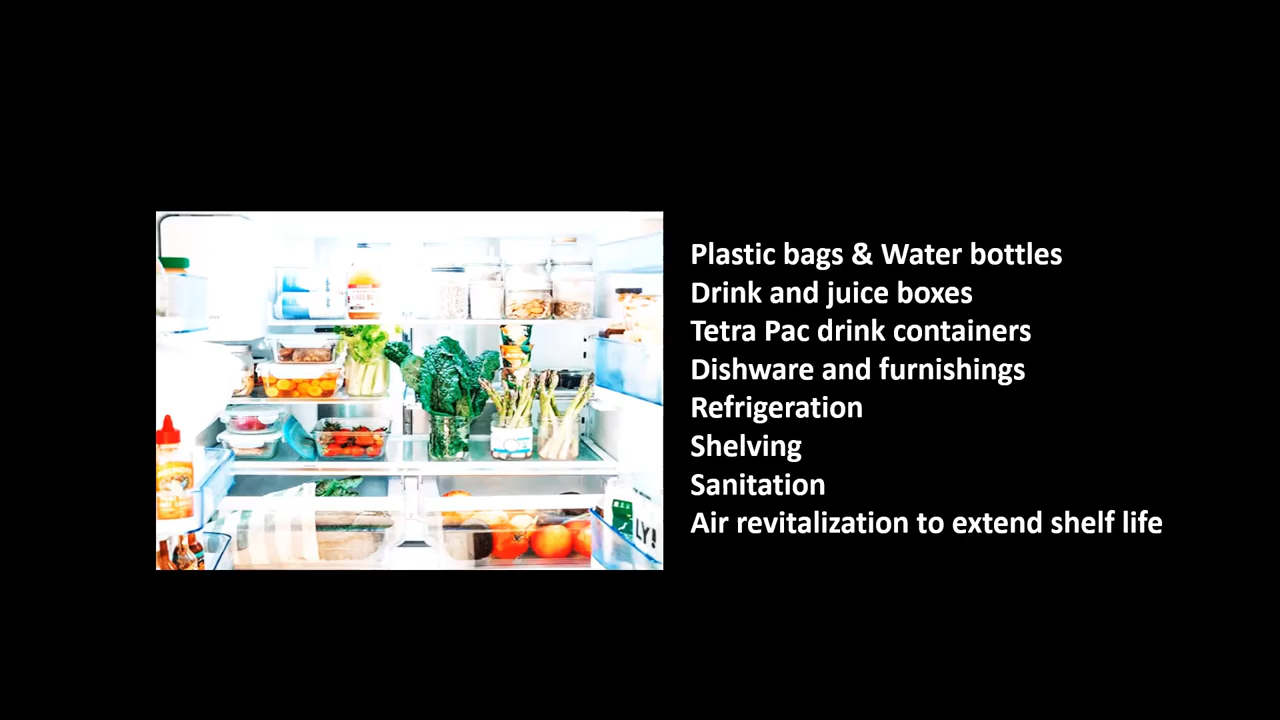 Plastic bags & Water bottles
Drink and juice boxes
Tetra Pac drink containers
Dishware and furnishings
Refrigeration
Shelving
Sanitation
Air revitalization to extend shelf life
LY!